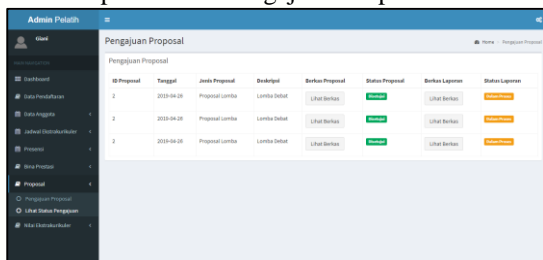 Admin Pelatih
Giani
Pengajuan Proposal
Home > Pengajuan Proposal
Pengajuan Proposal
Dashboard
Data Pendaftaran
Data Anggota
Jadwal Ekstrakurikuler
Presensi
Bina Prestasi
Proposal
Pengajuan Proposal
Lihat Status Pengajuan
Nilai Ekstrakurikuler
ID Proposal Tanggal Jenis Proposal Deskripsi Berkas Proposal Status Proposal Berkas Laporan Status Laporan
2 2019-04-26 Proposal Lomba Lomba Debat Lihat Berkas Lihat Berkas
2 2019-04-26 Proposal Lomba Lomba Debat Lihat Berkas Lihat Berkas
2 2019-04-26 Proposal Lomba Lomba Debat Lihat Berkas Lihat Berkas